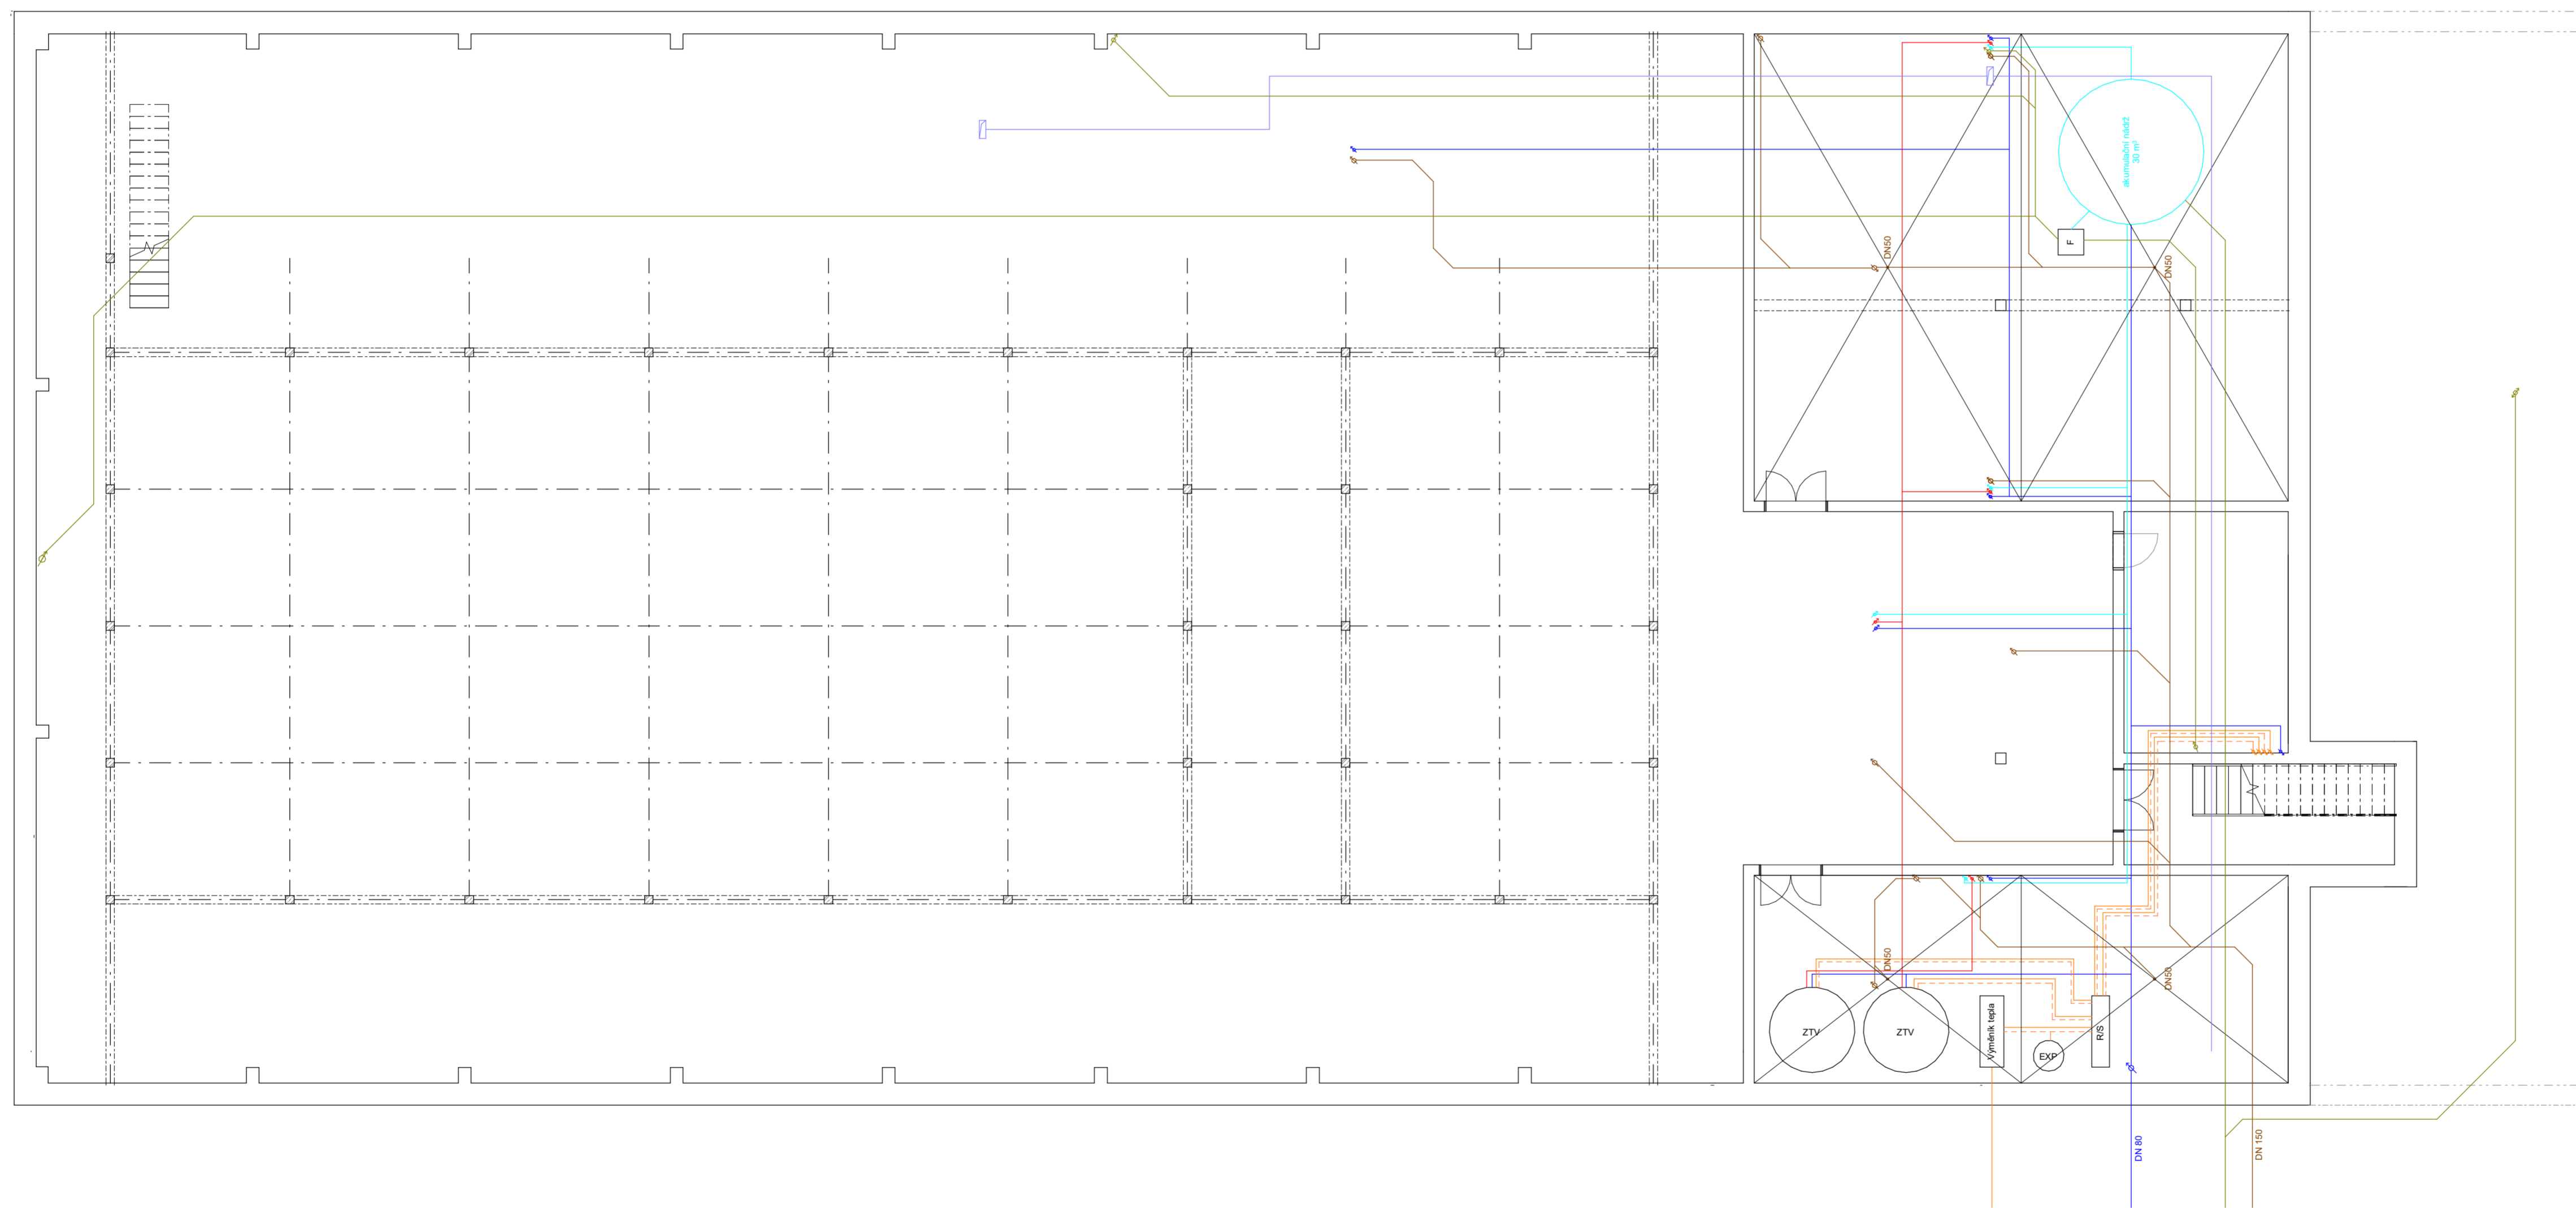 akumulační nádrž
30 m³
F
DN50
DN50
DN50
DN50
ZTV
ZTV
Výměník tepla
EXP
R/S
DN 80
DN 150